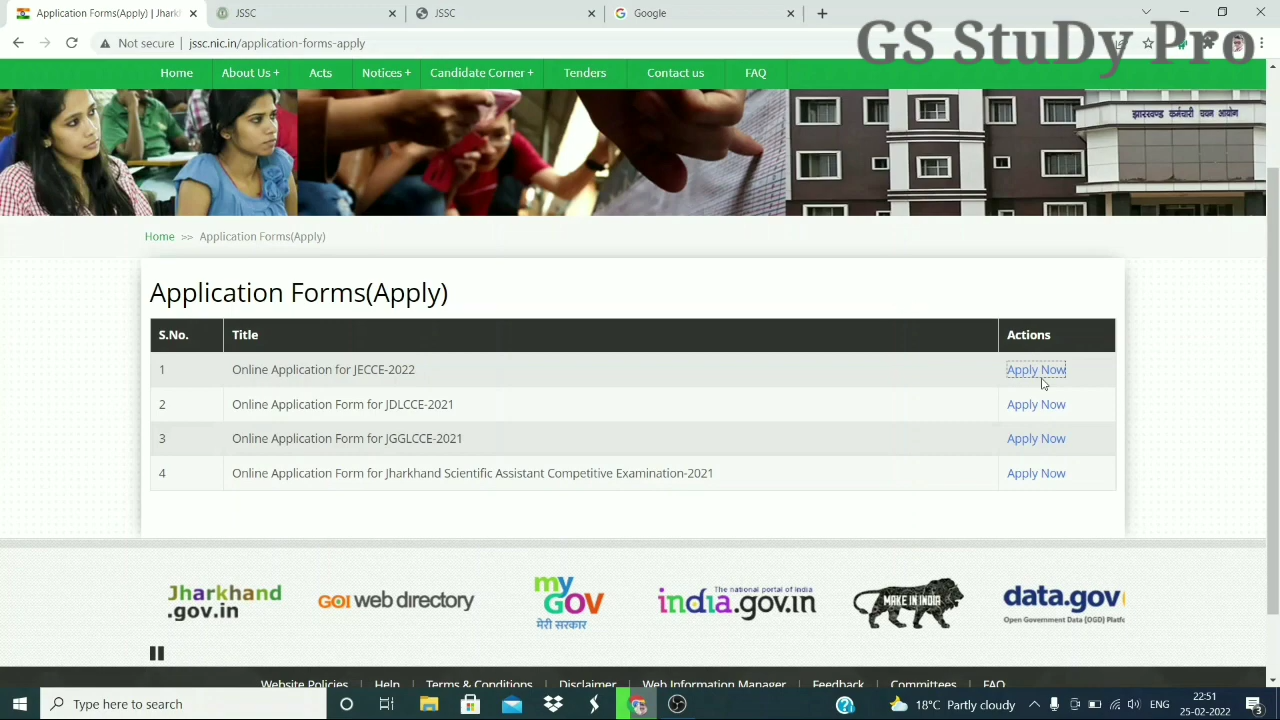 Application Forms(Apply) | Jhark
JSSC
JSSC
Google
Not secure | jssc.nic.in/application-forms-apply
GS StuDy Pro
Home About Us + Acts Notices + Candidate Corner + Tenders Contact us FAQ
झारखण्ड कर्मचारी चयन आयोग
Home >> Application Forms(Apply)
Application Forms(Apply)
S.No. Title Actions
1 Online Application for JECCE-2022 Apply Now
2 Online Application Form for JDLCCE-2021 Apply Now
3 Online Application Form for JGGLCCE-2021 Apply Now
4 Online Application Form for Jharkhand Scientific Assistant Competitive Examination-2021 Apply Now
Jharkhand
.gov.in
GOI web directory
my
GOV
मेरी सरकार
The national portal of India
india.gov.in
MAKE IN INDIA
data.gov
Open Government Data (OGD) Platfo
Website Policies Help Terms & Conditions Disclaimer Web Information Manager Feedback Committees FAQ
Type here to search
18°C Partly cloudy
ENG
22:51
25-02-2022
3